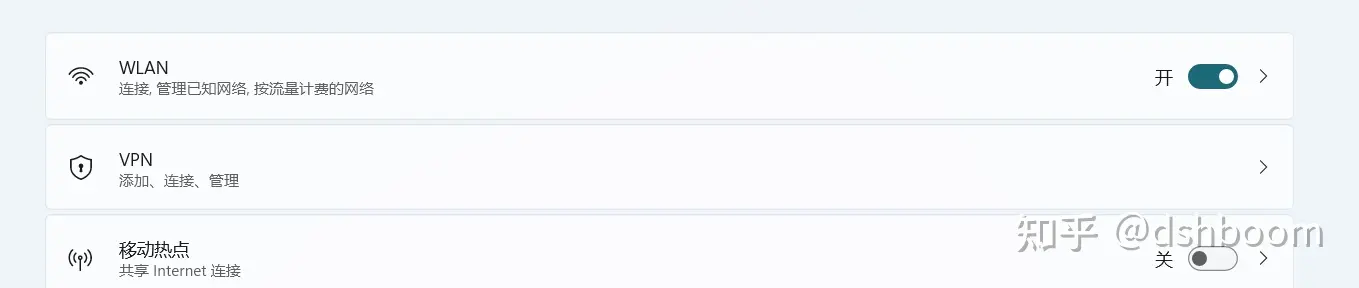 WLAN
连接, 管理已知网络, 按流量计费的网络
开
VPN
添加、连接、管理
移动热点
共享 Internet 连接
关
知乎 @dshboom